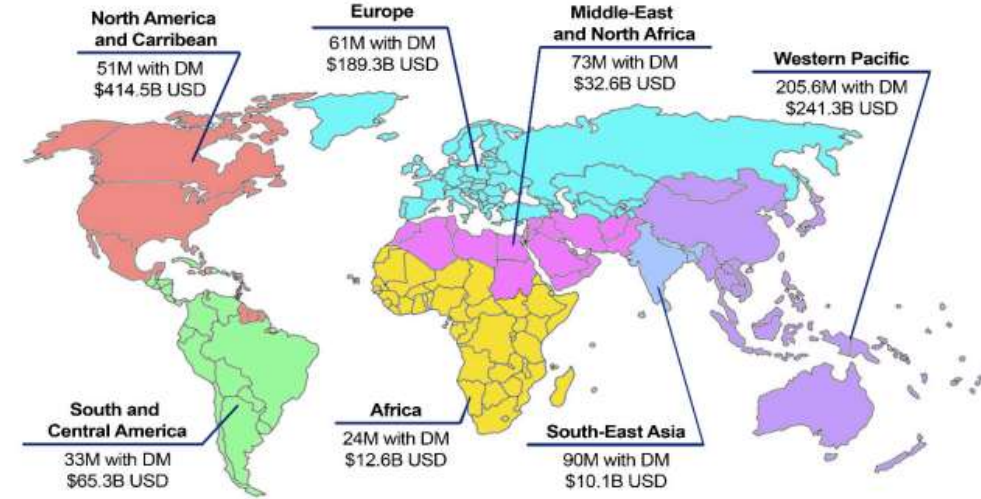 North America
and Carribean
51M with DM
$414.5B USD
Europe
61M with DM
$189.3B USD
Middle-East
and North Africa
73M with DM
$32.6B USD
Western Pacific
205.6M with DM
$241.3B USD
South and
Central America
33M with DM
$65.3B USD
Africa
24M with DM
$12.6B USD
South-East Asia
90M with DM
$10.1B USD